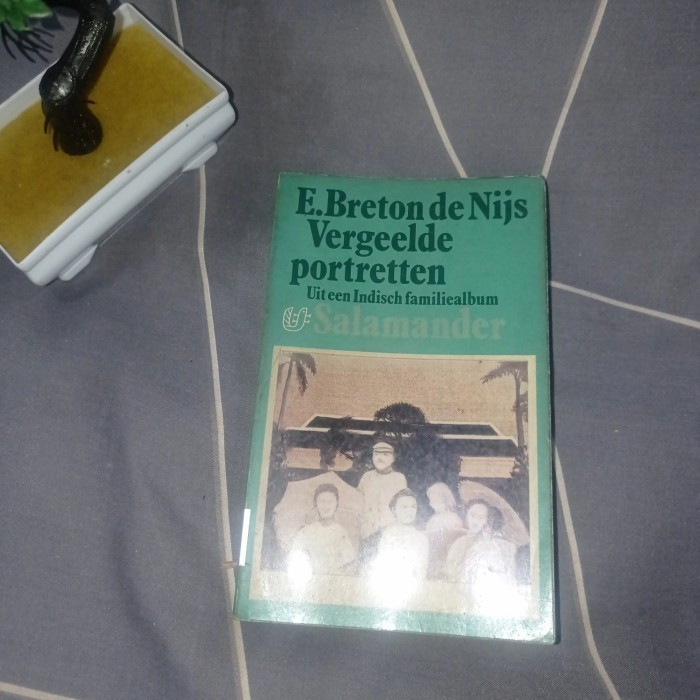 E.Breton de Nijs
Vergeelde
portretten
Uit een Indisch familiealbum
Salamander